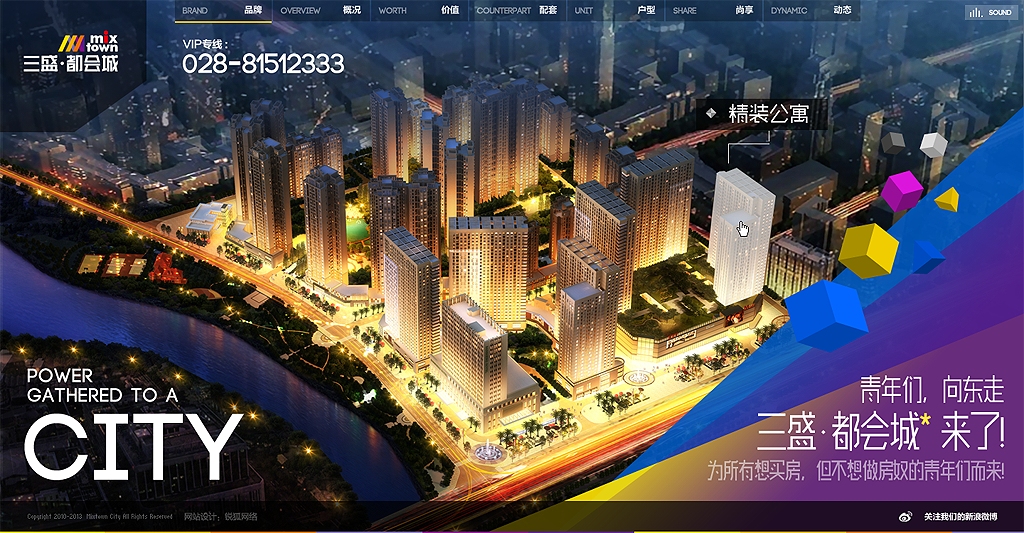 BRAND 品牌 OVERVIEW 概况 WORTH 价值 COUNTERPART 配套 UNIT 户型 SHARE 尚享 DYNAMIC 动态 SOUND
mix
town
三盛·都会城
VIP专线:
028-81512333
精装公寓
POWER
GATHERED TO A
CITY
青年们, 向东走
三盛·都会城* 来了!
为所有想买房, 但不想做房奴的青年们而来!
Copyright 2010-2013 Mixtown City All Rights Reserved 网站设计: 锐狐网络
关注我们的新浪微博